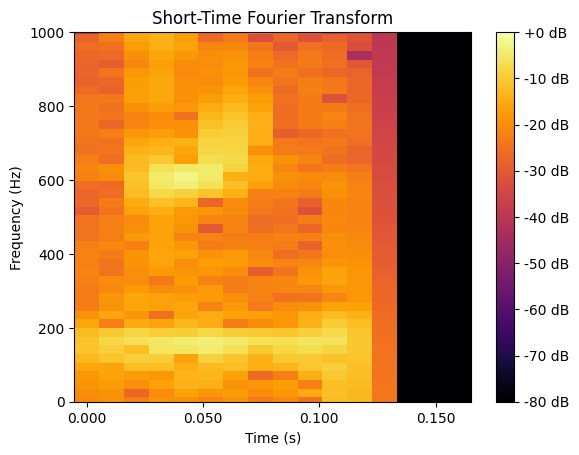 Short-Time Fourier Transform
1000
800
600
400
200
0
Frequency (Hz)
0.000
0.050
0.100
0.150
Time (s)
+0 dB
-10 dB
-20 dB
-30 dB
-40 dB
-50 dB
-60 dB
-70 dB
-80 dB